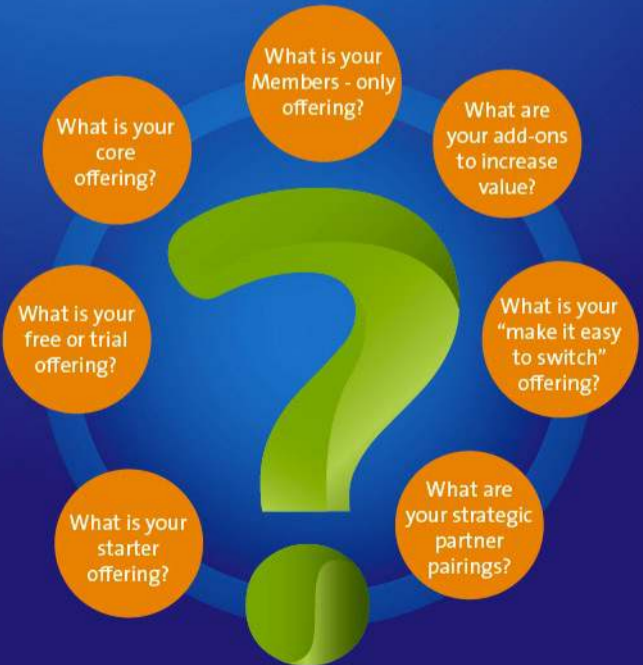 What is your
starter
offering?
What is your
free or trial
offering?
What is your
core
offering?
What is your
Members - only
offering?
What are
your add-ons
to increase
value?
What is your
“make it easy
to switch”
offering?
What are
your strategic
partner
pairings?